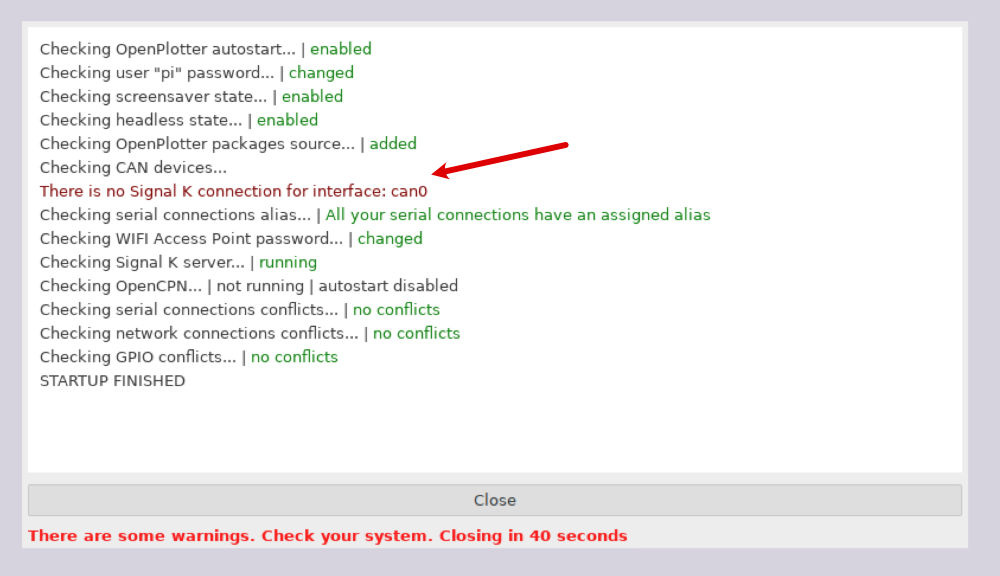 Checking OpenPlotter autostart... | enabled
Checking user "pi" password... | changed
Checking screensaver state... | enabled
Checking headless state... | enabled
Checking OpenPlotter packages source... | added
Checking CAN devices...
There is no Signal K connection for interface: can0
Checking serial connections alias... | All your serial connections have an assigned alias
Checking WIFI Access Point password... | changed
Checking Signal K server... | running
Checking OpenCPN... | not running | autostart disabled
Checking serial connections conflicts... | no conflicts
Checking network connections conflicts... | no conflicts
Checking GPIO conflicts... | no conflicts
STARTUP FINISHED
Close
There are some warnings. Check your system. Closing in 40 seconds